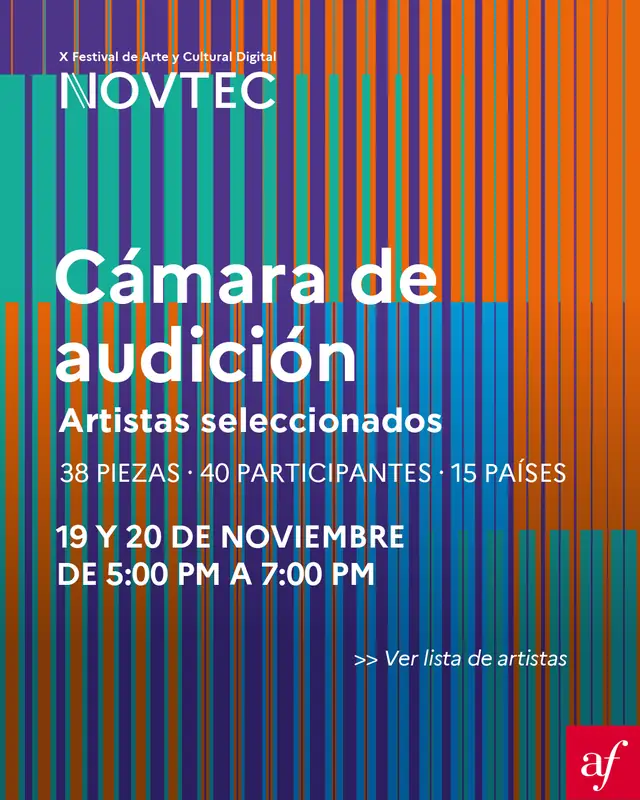 X Festival de Arte y Cultural Digital
NOVTEC
Cámara de
audición
Artistas seleccionados
38 PIEZAS · 40 PARTICIPANTES · 15 PAÍSES
19 Y 20 DE NOVIEMBRE
DE 5:00 PM A 7:00 PM
>> Ver lista de artistas
af